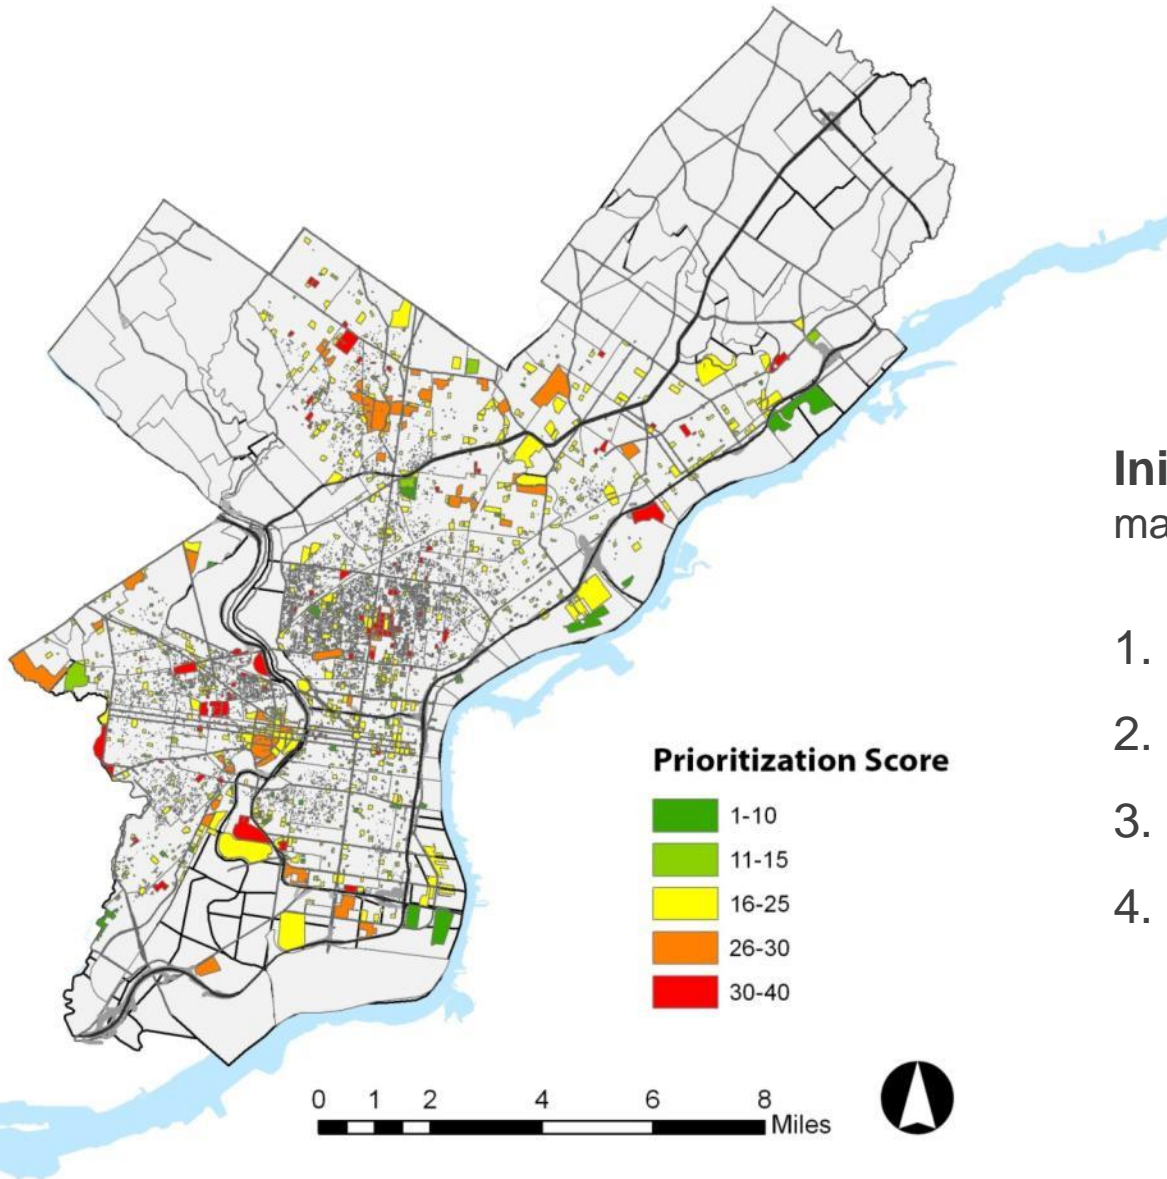 Prioritization Score
1-10
11-15
16-25
26-30
30-40
0 1 2 4 6 8
Miles
Ini
ma
1.
2.
3.
4.